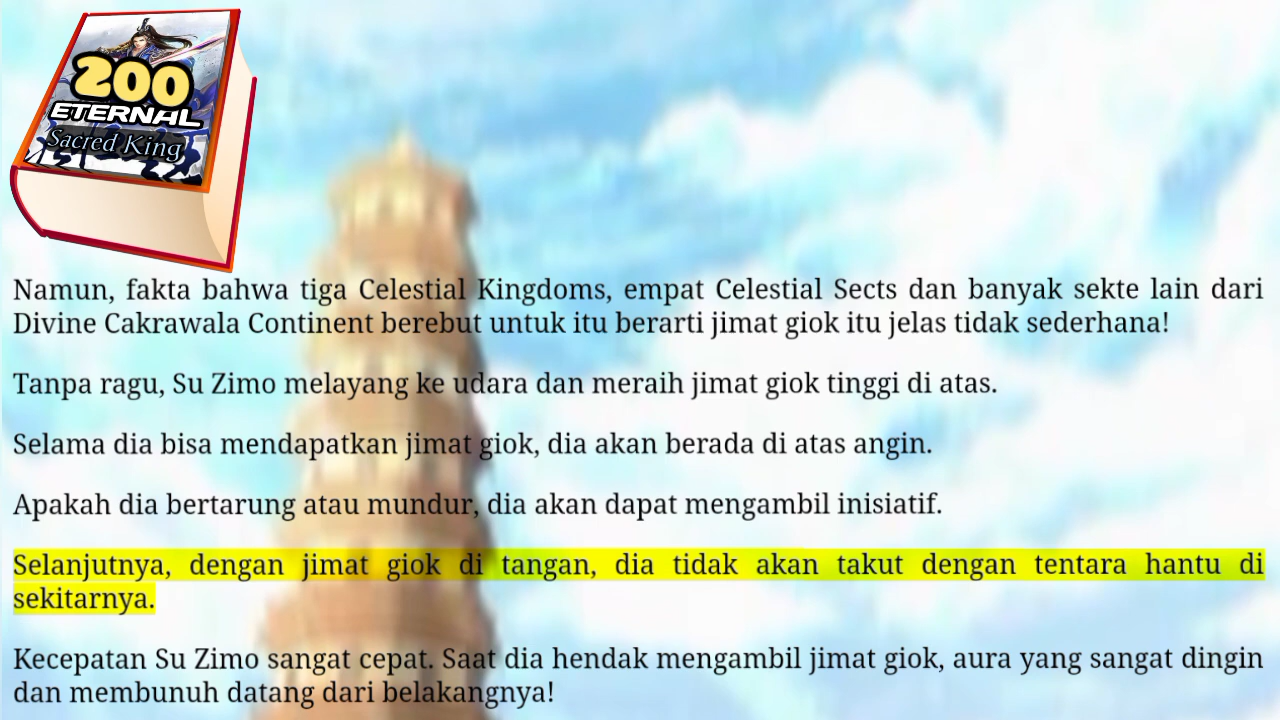 200
ETERNAL
Sacred King
Namun, fakta bahwa tiga Celestial Kingdoms, empat Celestial Sects dan banyak sekte lain dari
Divine Cakrawala Continent berebut untuk itu berarti jimat giok itu jelas tidak sederhana!
Tanpa ragu, Su Zimo melayang ke udara dan meraih jimat giok tinggi di atas.
Selama dia bisa mendapatkan jimat giok, dia akan berada di atas angin.
Apakah dia bertarung atau mundur, dia akan dapat mengambil inisiatif.
Selanjutnya, dengan jimat giok di tangan, dia tidak akan takut dengan tentara hantu di
sekitarnya.
Kecepatan Su Zimo sangat cepat. Saat dia hendak mengambil jimat giok, aura yang sangat dingin
dan membunuh datang dari belakangnya!